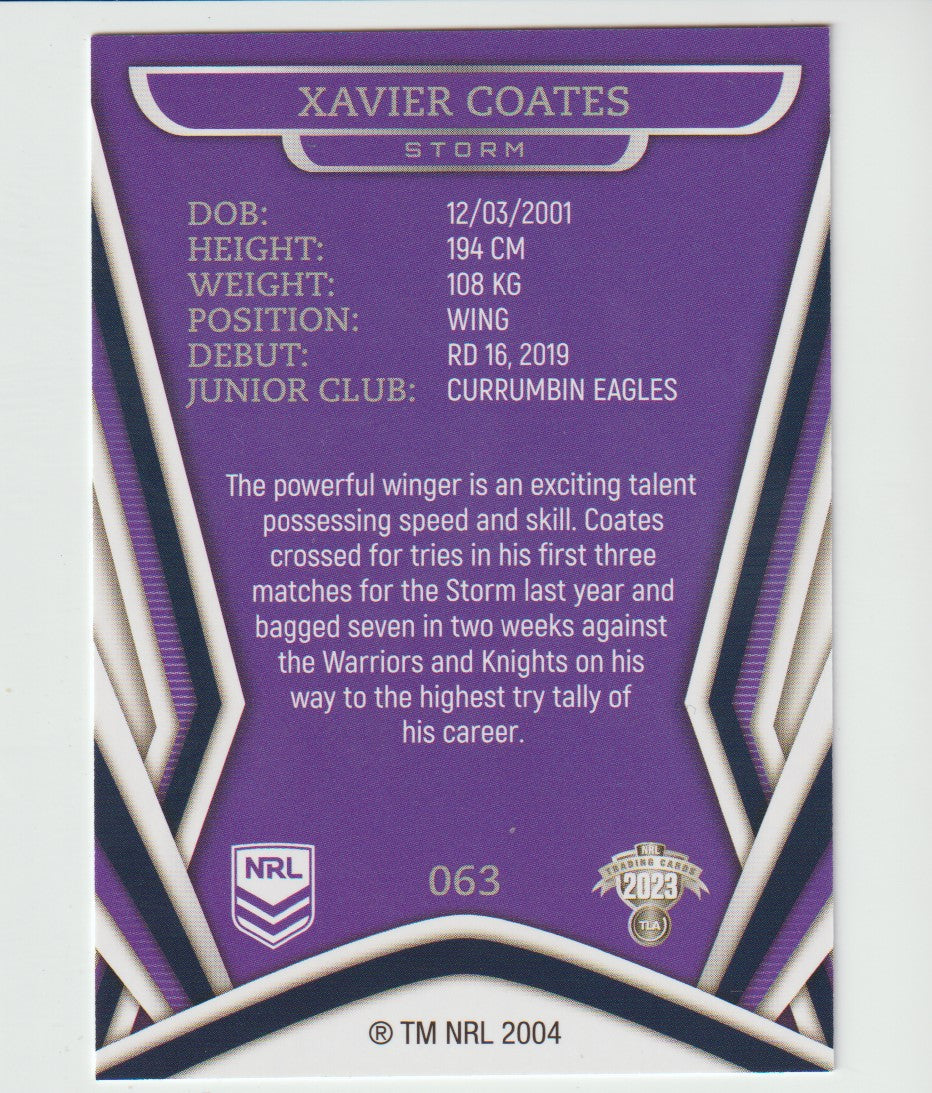 XAVIER COATES
STORM
DOB: 12/03/2001
HEIGHT: 194 CM
WEIGHT: 108 KG
POSITION: WING
DEBUT: RD 16, 2019
JUNIOR CLUB: CURRUMBIN EAGLES
The powerful winger is an exciting talent
possessing speed and skill. Coates
crossed for tries in his first three
matches for the Storm last year and
bagged seven in two weeks against
the Warriors and Knights on his
way to the highest try tally of
his career.
NRL
063
NRL
TRADING CARDS
2023
TLA
® TM NRL 2004